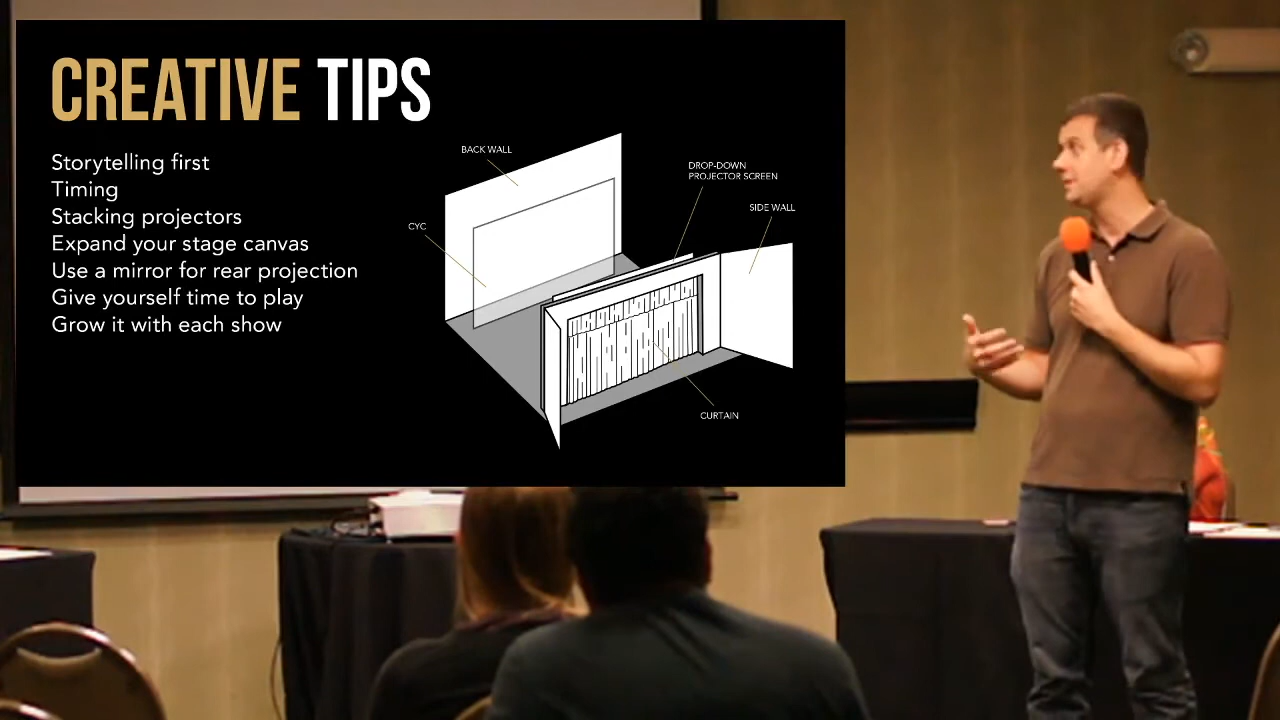 CREATIVE TIPS
Storytelling first
Timing
Stacking projectors
Expand your stage canvas
Use a mirror for rear projection
Give yourself time to play
Grow it with each show
BACK WALL
CYC
DROP-DOWN
PROJECTOR SCREEN
SIDE WALL
CURTAIN